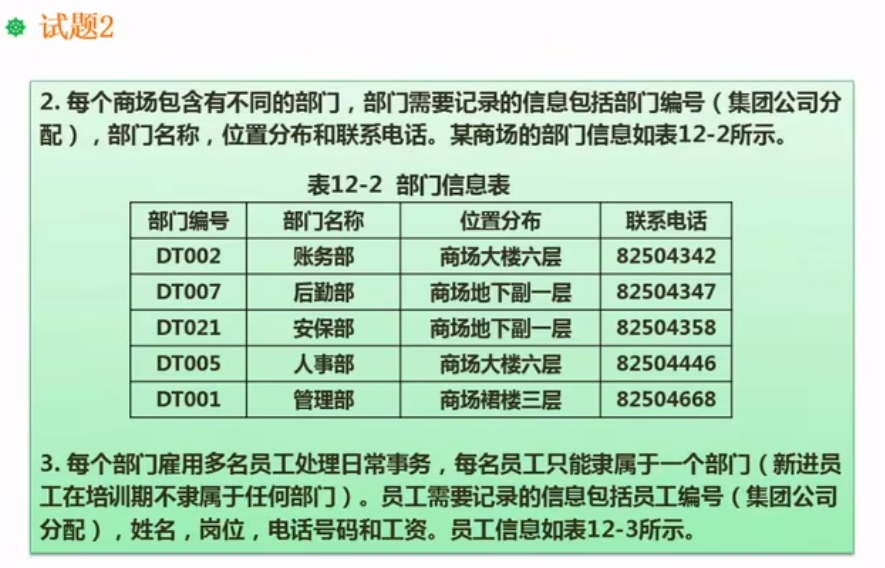 试题2
2. 每个商场包含有不同的部门，部门需要记录的信息包括部门编号（集团公司分
配），部门名称，位置分布和联系电话。某商场的部门信息如表12-2所示。
表12-2 部门信息表
部门编号 部门名称 位置分布 联系电话
DT002 账务部 商场大楼六层 82504342
DT007 后勤部 商场地下副一层 82504347
DT021 安保部 商场地下副一层 82504358
DT005 人事部 商场大楼六层 82504446
DT001 管理部 商场裙楼三层 82504668
3. 每个部门雇用多名员工处理日常事务，每名员工只能隶属于一个部门（新进员
工在培训期不隶属于任何部门）。员工需要记录的信息包括员工编号（集团公司
分配），姓名，岗位，电话号码和工资。员工信息如表12-3所示。